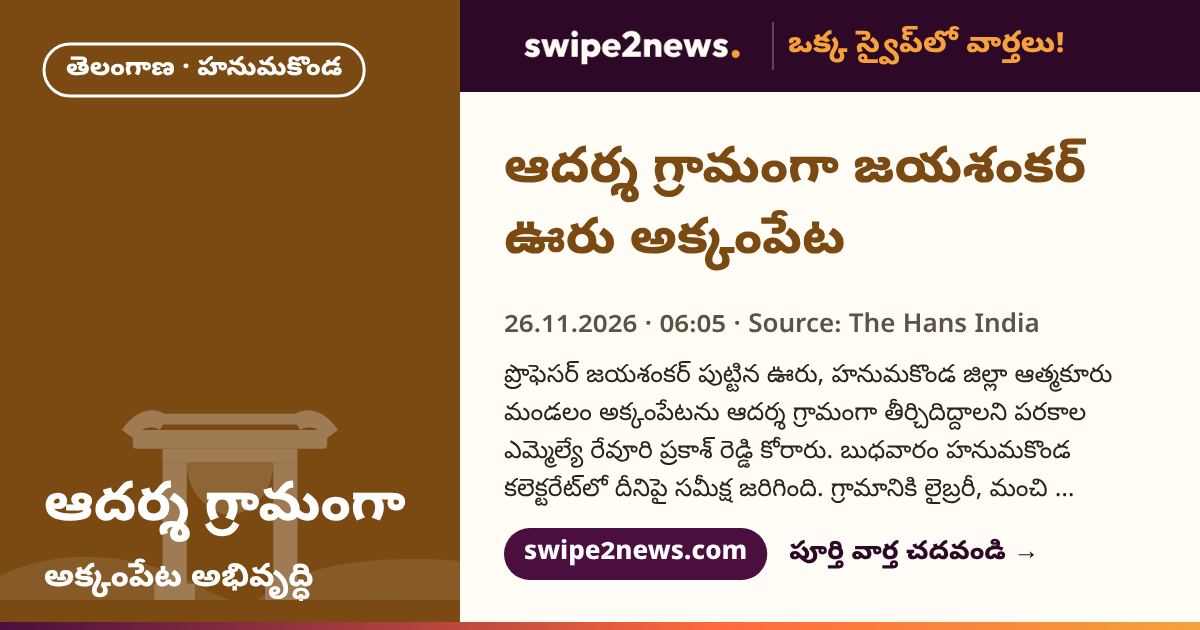 తెలంగాణ · హనుమకొండ
ఆదర్శ గ్రామంగా
అక్కంపేట అభివృద్ధి
swipe2news.
ఒక్క స్వైప్‌లో వార్తలు!
ఆదర్శ గ్రామంగా జయశంకర్
ఊరు అక్కంపేట
26.11.2026 · 06:05 · Source: The Hans India
ప్రొఫెసర్ జయశంకర్ పుట్టిన ఊరు, హనుమకొండ జిల్లా ఆత్మకూరు
మండలం అక్కంపేటను ఆదర్శ గ్రామంగా తీర్చిదిద్దాలని పరకాల
ఎమ్మెల్యే రేవూరి ప్రకాశ్ రెడ్డి కోరారు. బుధవారం హనుమకొండ
కలెక్టరేట్‌లో దీనిపై సమీక్ష జరిగింది. గ్రామానికి లైబ్రరీ, మంచి ...
swipe2news.com
పూర్తి వార్త చదవండి →